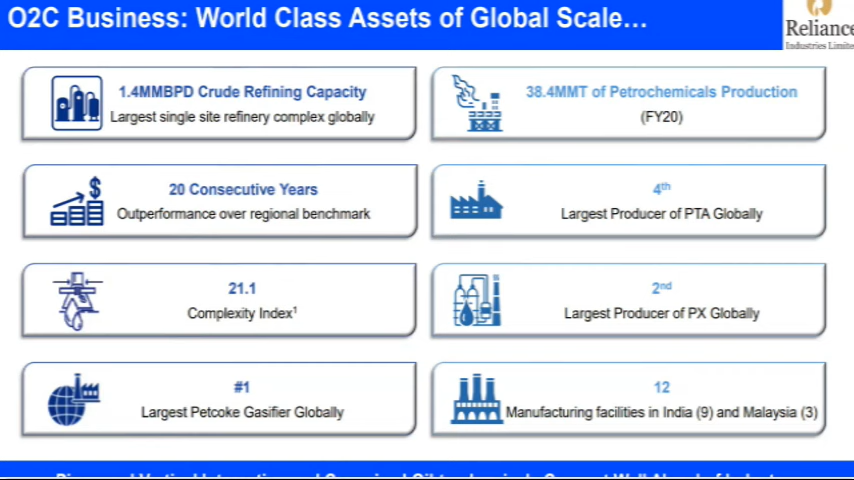 O2C Business: World Class Assets of Global Scale...
Reliance
Industries Limite
1.4MMBPD Crude Refining Capacity
Largest single site refinery complex globally
38.4MMT of Petrochemicals Production
(FY20)
$
20 Consecutive Years
Outperformance over regional benchmark
4th
Largest Producer of PTA Globally
21.1
Complexity Index¹
2nd
Largest Producer of PX Globally
#1
Largest Petcoke Gasifier Globally
12
Manufacturing facilities in India (9) and Malaysia (3)